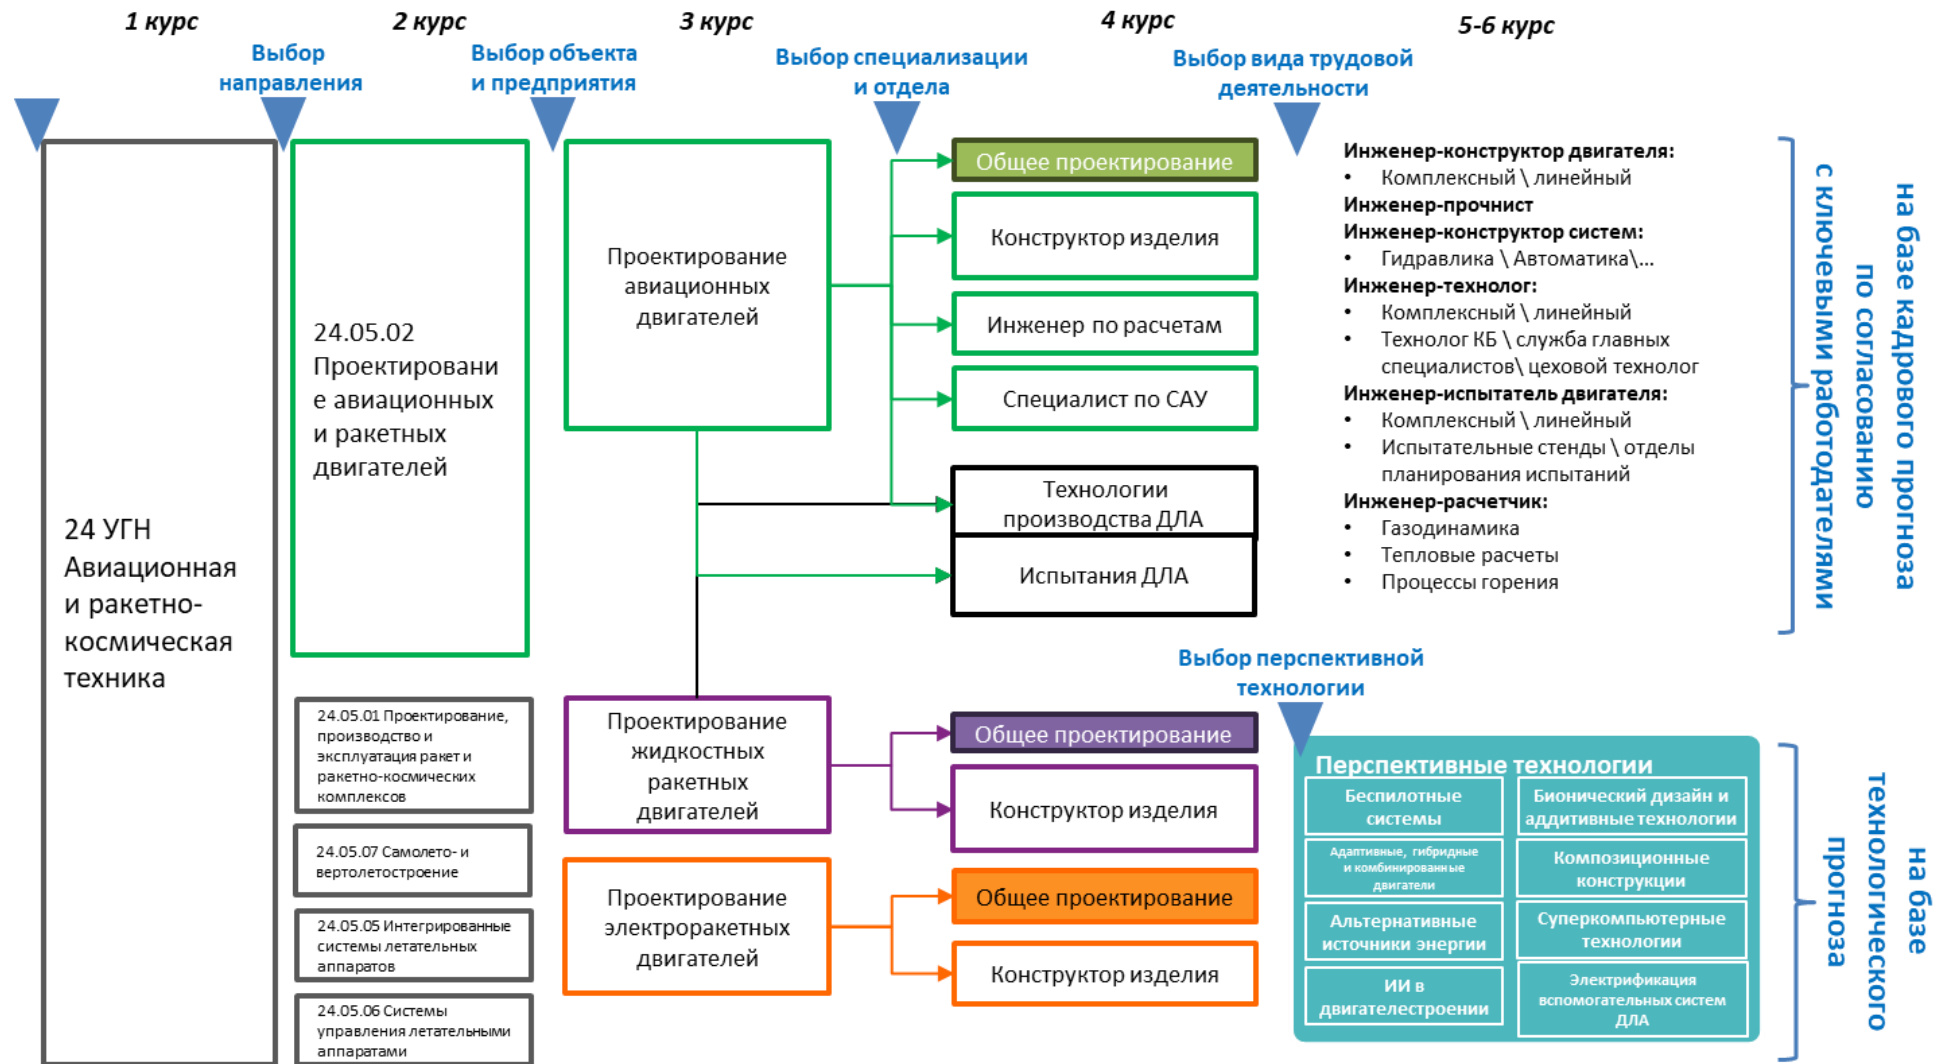 1 курс
2 курс
3 курс
4 курс
5-6 курс
Выбор
направления
Выбор объекта
и предприятия
Выбор специализации
и отдела
Выбор вида трудовой
деятельности
24 УГН
Авиационная
и ракетно-
космическая
техника
24.05.02
Проектировани
е авиационных
и ракетных
двигателей
24.05.01 Проектирование,
производство и
эксплуатация ракет и
ракетно-космических
комплексов
24.05.07 Самолето- и
вертолетостроение
24.05.05 Интегрированные
системы летательных
аппаратов
24.05.06 Системы
управления летательными
аппаратами
Проектирование
авиационных
двигателей
Проектирование
жидкостных
ракетных
двигателей
Проектирование
электроракетных
двигателей
Общее проектирование
Конструктор изделия
Инженер по расчетам
Специалист по САУ
Технологии
производства ДЛА
Испытания ДЛА
Общее проектирование
Конструктор изделия
Общее проектирование
Конструктор изделия
Инженер-конструктор двигателя:
• Комплексный \ линейный
Инженер-прочнист
Инженер-конструктор систем:
• Гидравлика \ Автоматика\...
Инженер-технолог:
• Комплексный \ линейный
• Технолог КБ \ служба главных
специалистов\ цеховой технолог
Инженер-испытатель двигателя:
• Комплексный \ линейный
• Испытательные стенды \ отделы
планирования испытаний
Инженер-расчетчик:
• Газодинамика
• Тепловые расчеты
• Процессы горения
на базе кадрового прогноза
по согласованию
с ключевыми работодателями
Выбор перспективной
технологии
Перспективные технологии
Беспилотные
системы
Бионический дизайн и
аддитивные технологии
Адаптивные, гибридные
и комбинированные
двигатели
Композиционные
конструкции
Альтернативные
источники энергии
Суперкомпьютерные
технологии
ИИ в
двигателестроении
Электрификация
вспомогательных систем
ДЛА
на базе
технологического
прогноза